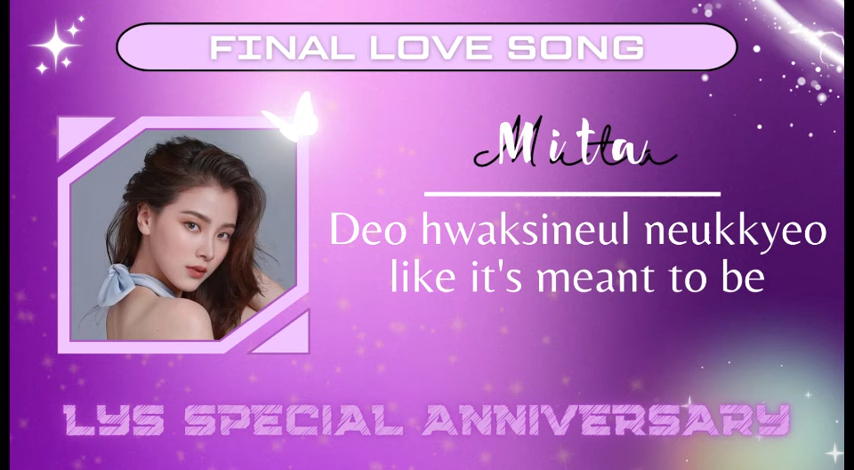 FINAL LOVE SONG
Mitta
Deo hwaksineul neukkyeo
like it's meant to be
LYS SPECIAL ANNIVERSARY